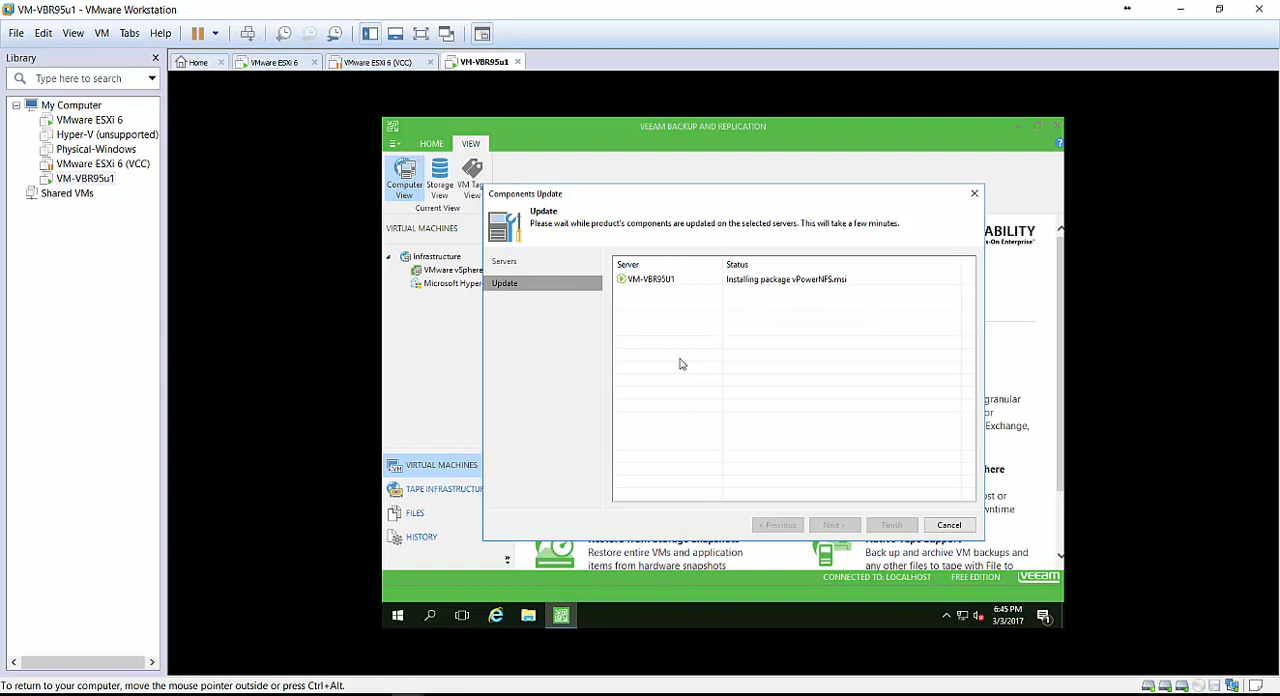 VM-VBR95u1 - VMware Workstation
File Edit View VM Tabs Help
Library
Type here to search
My Computer
VMware ESXi 6
Hyper-V (unsupported)
Physical-Windows
VMware ESXi 6 (VCC)
VM-VBR95u1
Shared VMs
Home VMware ESXi 6 VMware ESXi 6 (VCC) VM-VBR95u1
VEEAM BACKUP AND REPLICATION
HOME VIEW
Computer View
Storage View
VM Tag View
Current View
VIRTUAL MACHINES
Infrastructure
VMware vSphere
Microsoft Hyper
VIRTUAL MACHINES
TAPE INFRASTRUCTU
FILES
HISTORY
Components Update
Update
Please wait while product's components are updated on the selected servers. This will take a few minutes.
Servers
Update
Server Status
VM-VBR95U1 Installing package vPowerNFS.msi
< Previous Next > Finish Cancel
ABILITY
s-On Enterprise™
granular
or
Exchange,
here
ost or
owntime
Restore entire VMs and application
items from hardware snapshots
Back up and archive VM backups and
any other files to tape with File to
CONNECTED TO: LOCALHOST FREE EDITION veeam
6:45 PM
3/3/2017
To return to your computer, move the mouse pointer outside or press Ctrl+Alt.